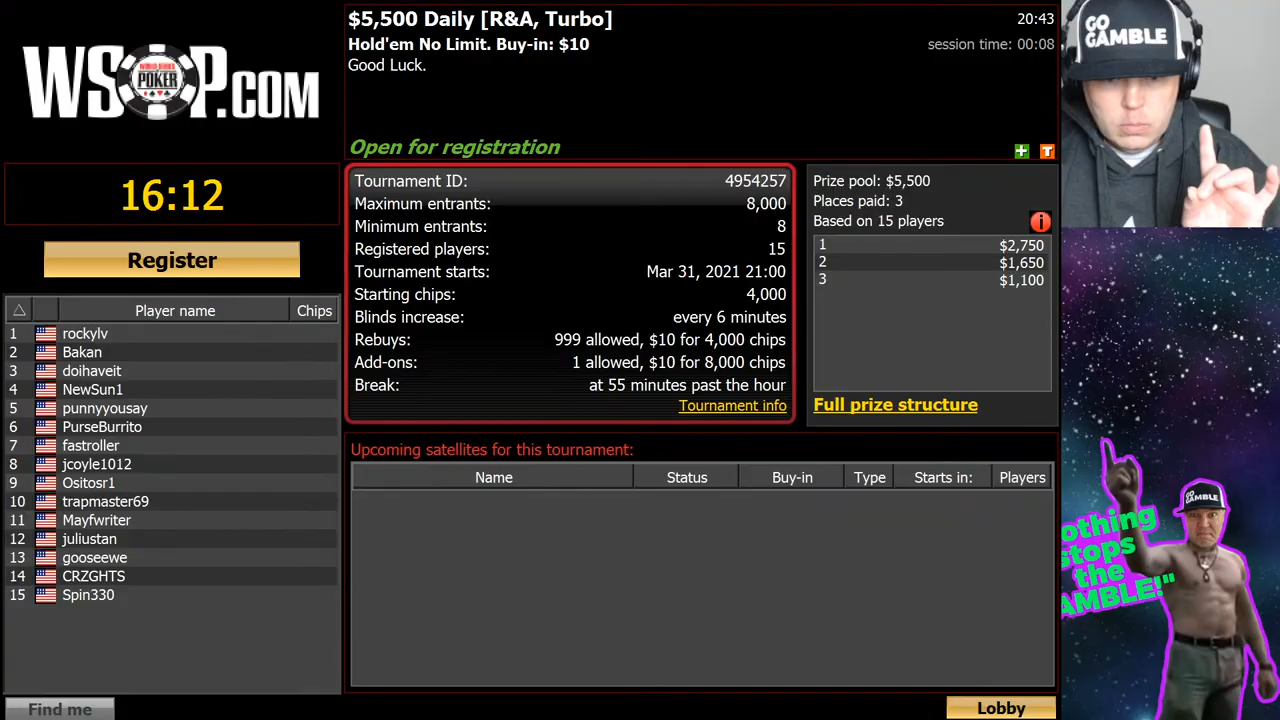 WSOP.COM
WORLD SERIES
POKER
$5,500 Daily [R&A, Turbo]
20:43
Hold'em No Limit. Buy-in: $10
session time: 00:08
Good Luck.
Open for registration
16:12
Register
Player name Chips
1 rockylv
2 Bakan
3 doihaveit
4 NewSun1
5 punnyyousay
6 PurseBurrito
7 fastroller
8 jcoyle1012
9 Ositosr1
10 trapmaster69
11 Mayfwriter
12 juliustan
13 gooseewe
14 CRZGHTS
15 Spin330
Find me
Tournament ID: 4954257
Maximum entrants: 8,000
Minimum entrants: 8
Registered players: 15
Tournament starts: Mar 31, 2021 21:00
Starting chips: 4,000
Blinds increase: every 6 minutes
Rebuys: 999 allowed, $10 for 4,000 chips
Add-ons: 1 allowed, $10 for 8,000 chips
Break: at 55 minutes past the hour
Tournament info
Prize pool: $5,500
Places paid: 3
Based on 15 players
1 $2,750
2 $1,650
3 $1,100
Full prize structure
Upcoming satellites for this tournament:
Name Status Buy-in Type Starts in: Players
Lobby
GO
GAMBLE
GO
GAMBLE
othing
stops
the
AMBLE!"